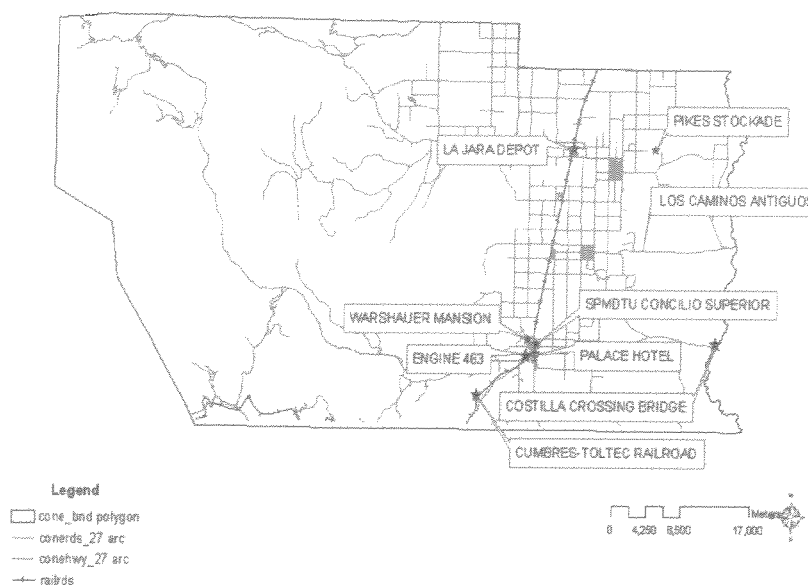 PIKES STOCKADE
LA JARA DEPOT
LOS CAMINOS ANTIGUOS
SPMDTU CONCILIO SUPERIOR
WARSHAUER MANSION
ENGINE 463
PALACE HOTEL
COSTILLA CROSSING BRIDGE
CUMBRES-TOLTEC RAILROAD
Legend
cone_bnd polygon
conerds_27 arc
conehwy_27 arc
railrds
Meters
0 4,250 8,500 17,000